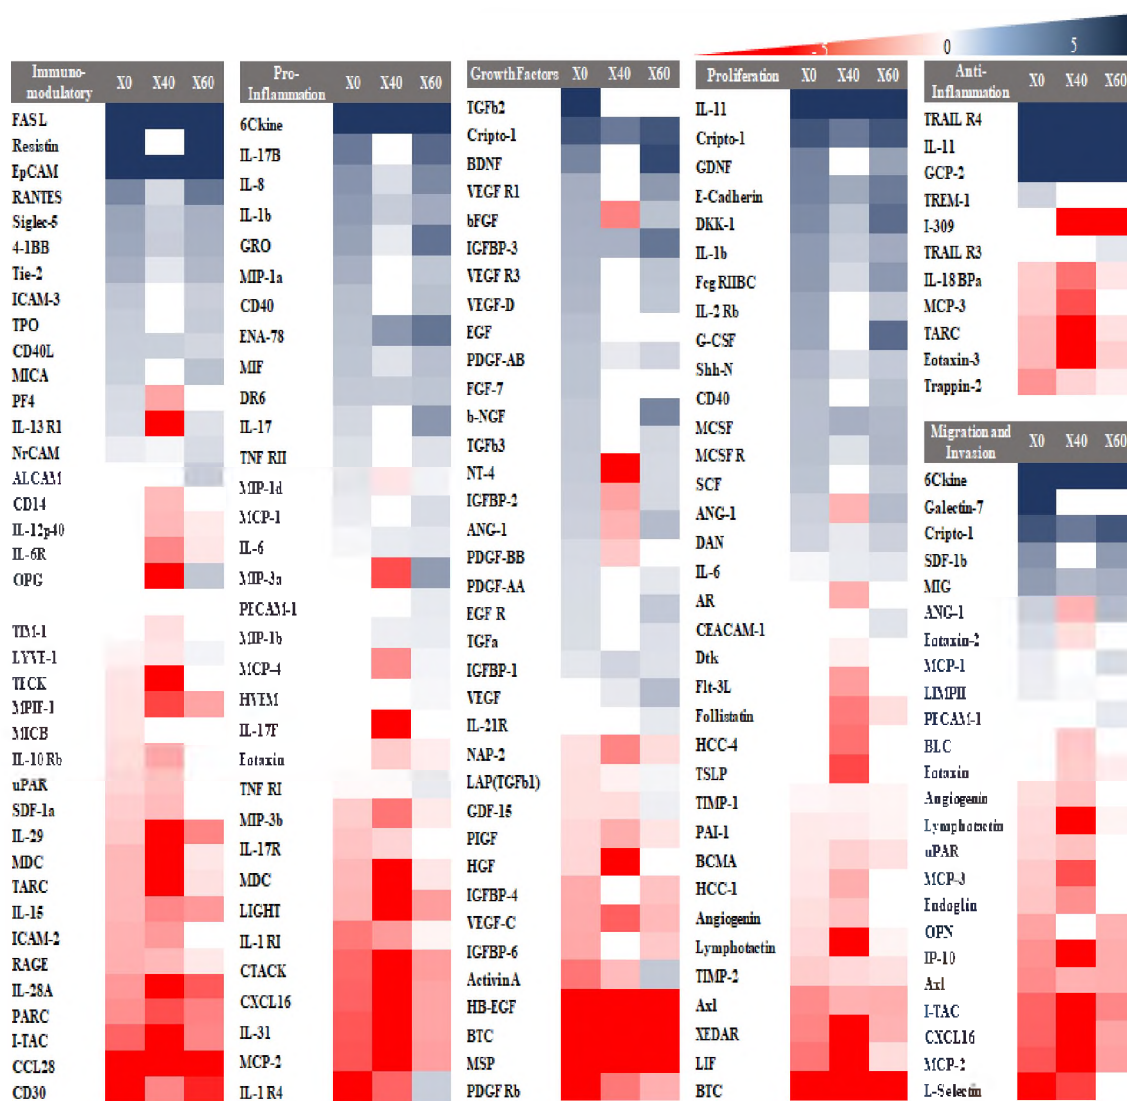 - 5
0
5
Immuno-
modulatory
X0
X40
X60
FASL
Resistin
EpCAM
RANTES
Siglec-5
4-1BB
Tie-2
ICAM-3
TPO
CD40L
MICA
PF4
IL-13 R1
NrCAM
ALCAM
CD14
IL-12p40
IL-6R
OPG
TIM-1
LYVE-1
TECK
MPIF-1
MICB
IL-10 Rb
uPAR
SDF-1a
IL-29
MDC
TARC
IL-15
ICAM-2
RAGE
IL-28A
PARC
I-TAC
CCL28
CD30
Pro-
Inflammation
X0
X40
X60
6Ckine
IL-17B
IL-8
IL-1b
GRO
MIP-1a
CD40
ENA-78
MIF
DR6
IL-17
TNF RII
MIP-1d
MCP-1
IL-6
MIP-3a
PECAM-1
MIP-1b
MCP-4
HVEM
IL-17F
Eotaxin
TNF RI
MIP-3b
IL-17R
MDC
LIGHT
IL-1 RI
CTACK
CXCL16
IL-31
MCP-2
IL-1 R4
Growth Factors
X0
X40
X60
TGFb2
Cripto-1
BDNF
VEGF R1
bFGF
IGFBP-3
VEGF R3
VEGF-D
EGF
PDGF-AB
FGF-7
b-NGF
TGFb3
NT-4
IGFBP-2
ANG-1
PDGF-BB
PDGF-AA
EGF R
TGFa
IGFBP-1
VEGF
IL-21R
NAP-2
LAP(TGFb1)
GDF-15
PIGF
HGF
IGFBP-4
VEGF-C
IGFBP-6
Activin A
HB-EGF
BTC
MSP
PDGF Rb
Proliferation
X0
X40
X60
IL-11
Cripto-1
GDNF
E-Cadherin
DKK-1
IL-1b
Fcg RIIBC
IL-2 Rb
G-CSF
Shh-N
CD40
MCSF
MCSF R
SCF
ANG-1
DAN
IL-6
AR
CEACAM-1
Dtk
Flt-3L
Follistatin
HCC-4
TSLP
TIMP-1
PAI-1
BCMA
HCC-1
Angiogenin
Lymphotactin
TIMP-2
Axl
XEDAR
LIF
BTC
Anti-
Inflammation
X0
X40
X60
TRAIL R4
IL-11
GCP-2
TREM-1
I-309
TRAIL R3
IL-18 BPa
MCP-3
TARC
Eotaxin-3
Trappin-2
Migration and
Invasion
X0
X40
X60
6Ckine
Galectin-7
Cripto-1
SDF-1b
MIG
ANG-1
Eotaxin-2
MCP-1
LIMPII
PECAM-1
BLC
Eotaxin
Angiogenin
Lymphotactin
uPAR
MCP-3
Endoglin
OPN
IP-10
Axl
I-TAC
CXCL16
MCP-2
L-Selectin